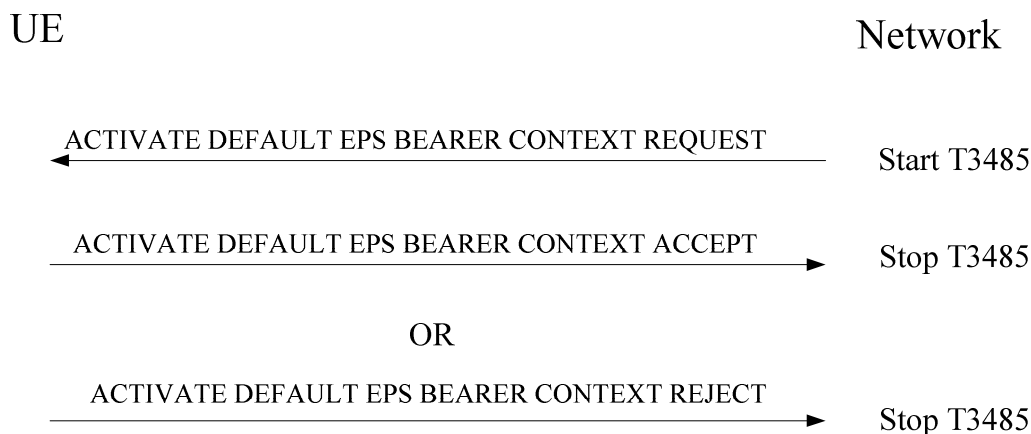 UE
Network
ACTIVATE DEFAULT EPS BEARER CONTEXT REQUEST
Start T3485
ACTIVATE DEFAULT EPS BEARER CONTEXT ACCEPT
Stop T3485
OR
ACTIVATE DEFAULT EPS BEARER CONTEXT REJECT
Stop T3485